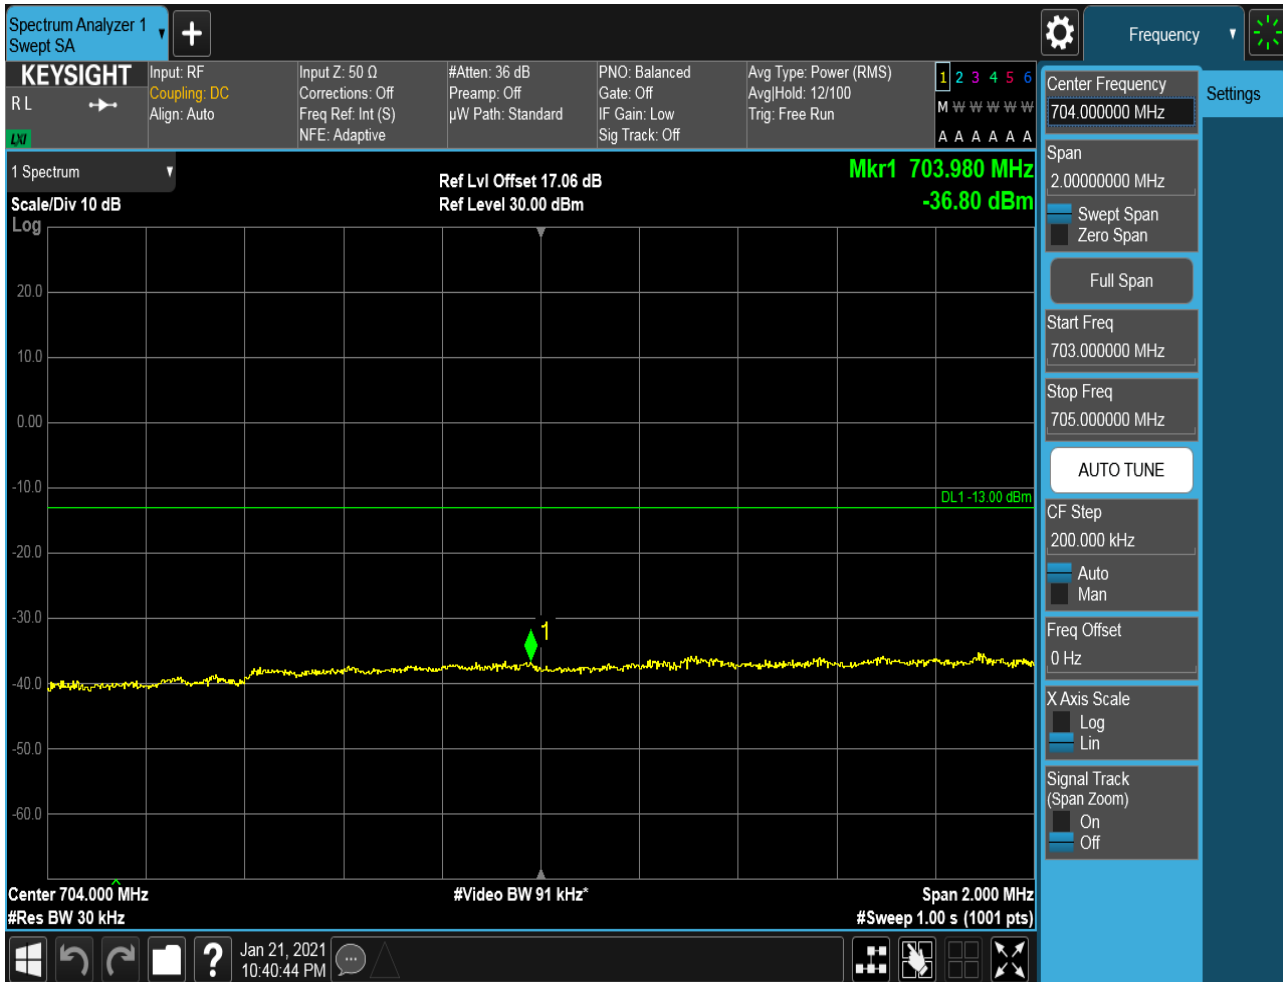 Spectrum Analyzer 1
Swept SA
+
Frequency
KEYSIGHT
R L
LXI
Input: RF
Coupling: DC
Align: Auto
Input Z: 50 Ω
Corrections: Off
Freq Ref: Int (S)
NFE: Adaptive
#Atten: 36 dB
Preamp: Off
µW Path: Standard
PNO: Balanced
Gate: Off
IF Gain: Low
Sig Track: Off
Avg Type: Power (RMS)
Avg|Hold: 12/100
Trig: Free Run
1 2 3 4 5 6
M W W W W W
A A A A A A
1 Spectrum
Scale/Div 10 dB
Log
Ref Lvl Offset 17.06 dB
Ref Level 30.00 dBm
Mkr1 703.980 MHz
-36.80 dBm
20.0
10.0
0.00
-10.0
-20.0
-30.0
-40.0
-50.0
-60.0
DL1 -13.00 dBm
1
Center 704.000 MHz
#Res BW 30 kHz
#Video BW 91 kHz*
Span 2.000 MHz
#Sweep 1.00 s (1001 pts)
?
Jan 21, 2021
10:40:44 PM
Center Frequency
704.000000 MHz
Settings
Span
2.00000000 MHz
Swept Span
Zero Span
Full Span
Start Freq
703.000000 MHz
Stop Freq
705.000000 MHz
AUTO TUNE
CF Step
200.000 kHz
Auto
Man
Freq Offset
0 Hz
X Axis Scale
Log
Lin
Signal Track
(Span Zoom)
On
Off